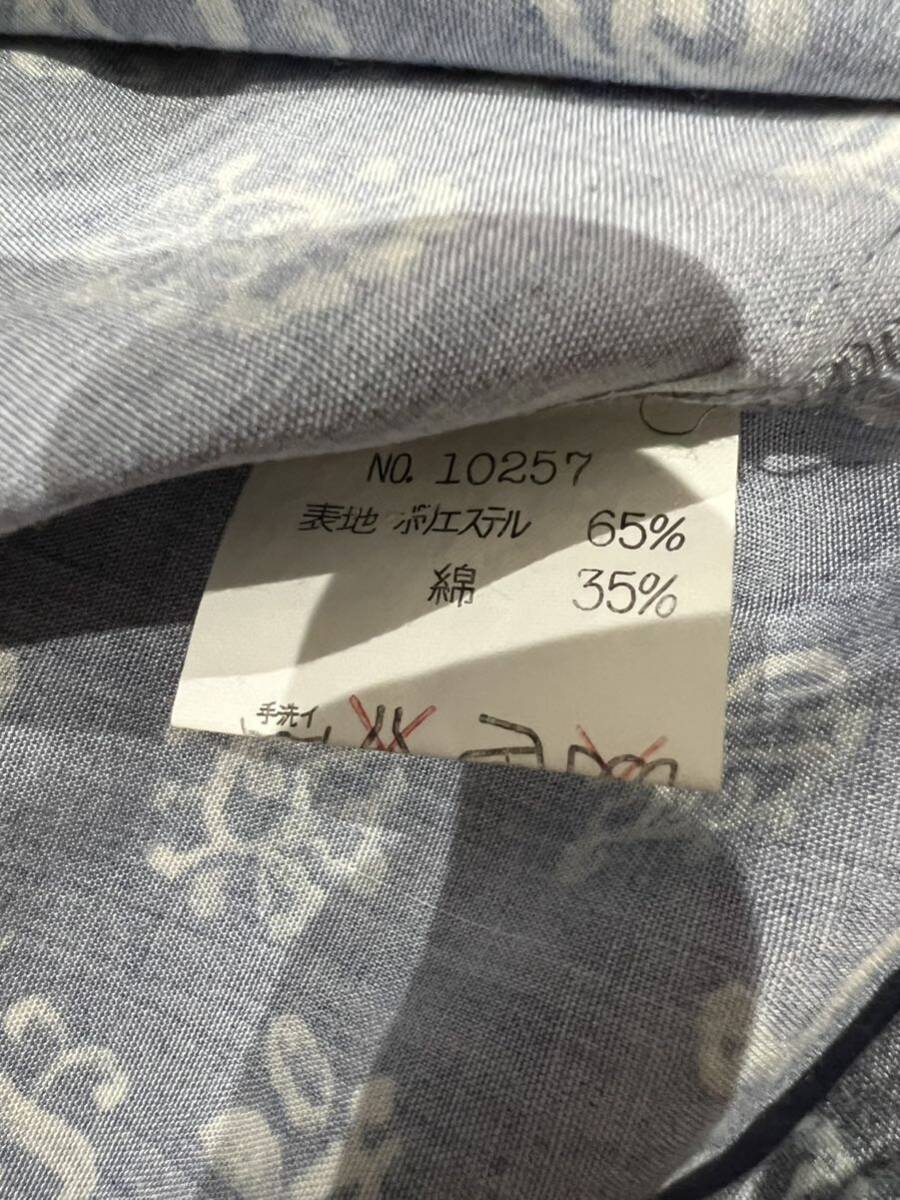 NO. 10257
表地 ポリエステル 65%
綿 35%
手洗イ